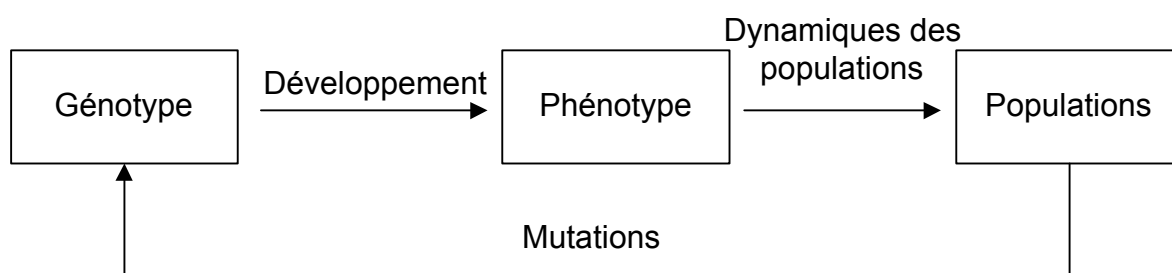 Dynamiques des
populations
Génotype
Développement
Phénotype
Populations
Mutations